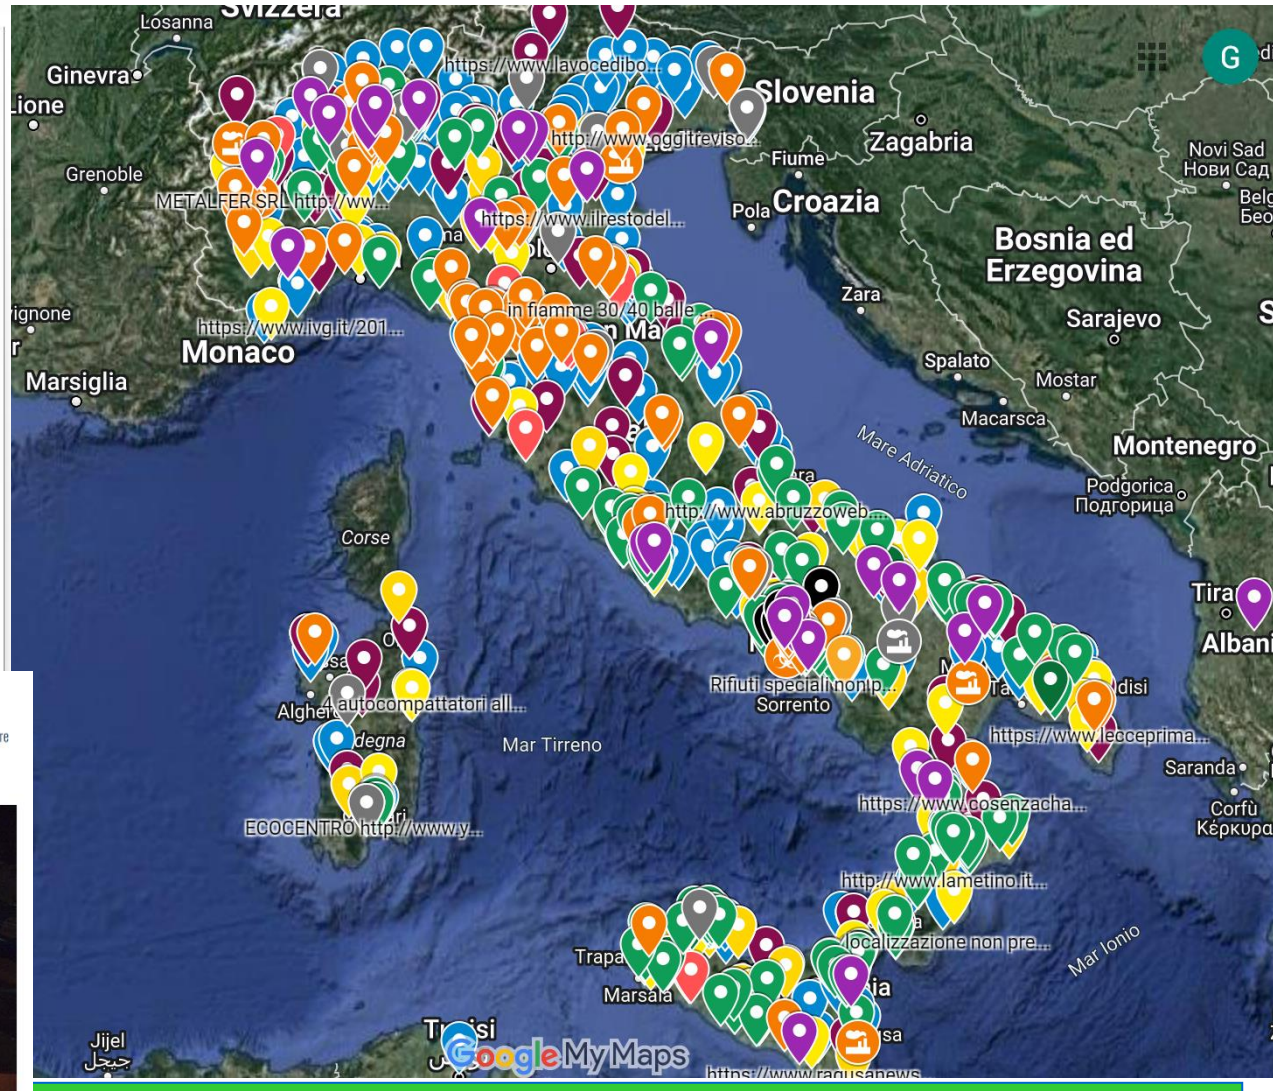 Svizzera
Losanna
Ginevra
Lione
Grenoble
https://www.lavocedibo...
Slovenia
Zagabria
http://www.oggitreviso...
Fiume
Novi Sad
Нови Сад
METALFER SRL http://ww...
https://www.ilrestodel...
Pola
Croazia
Bosnia ed
Erzegovina
Zara
in fiamme 30/40 balle ...
https://www.ivg.it/201...
Monaco
Sarajevo
Marsiglia
Spalato
Mostar
Macarsca
Mare Adriatico
Montenegro
Podgorica
Подгорица
http://www.abruzzoweb....
Corse
G
Albani
Rifiuti speciali non p...
Sorrento
4 autocompattatori all...
Mar Tirreno
https://www.lecceprima...
Saranda
https://www.cosenzacha...
Corfù
Κέρκυρα
ECOCENTRO http://www.y...
http://www.lametino.it...
localizzazione non pre...
Mar Ionio
Marsala
Jijel
جيجل
Google My Maps
https://www.ragusanews